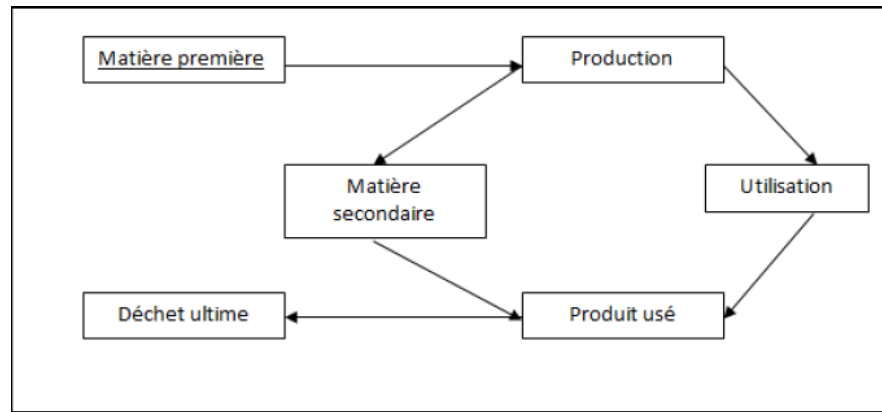 Matière première
Production
Matière
secondaire
Utilisation
Déchet ultime
Produit usé